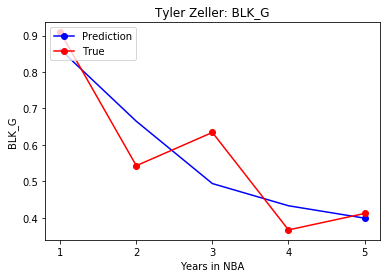 Tyler Zeller: BLK_G
Prediction
True
0.9
0.8
0.7
0.6
0.5
0.4
BLK_G
1 2 3 4 5
Years in NBA